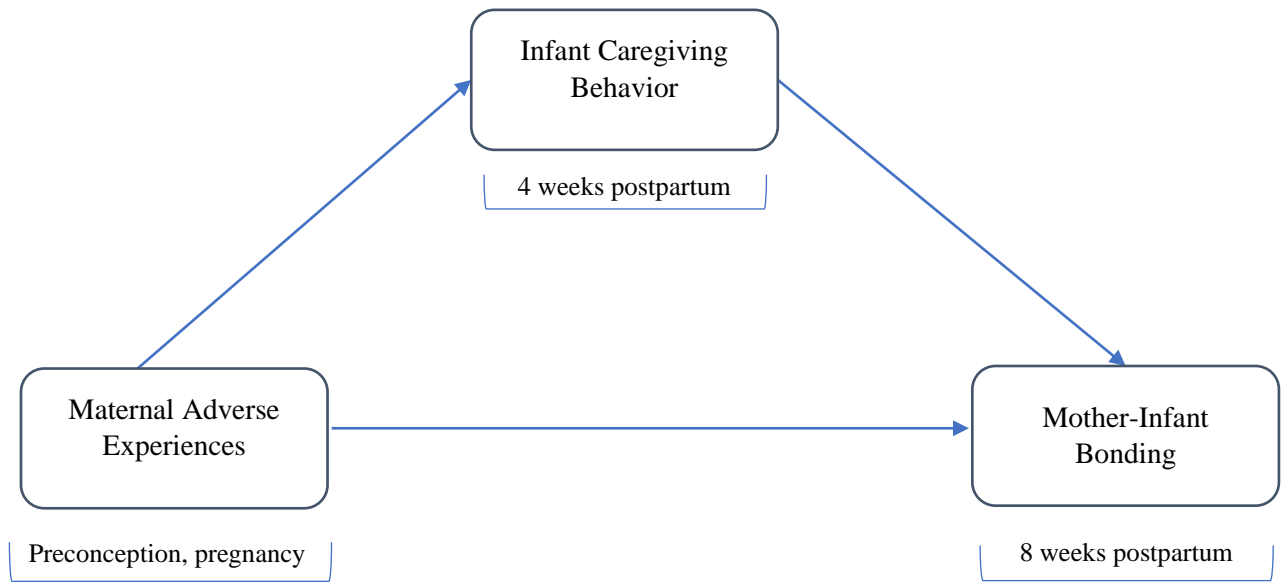 Infant Caregiving
Behavior
4 weeks postpartum
Maternal Adverse
Experiences
Mother-Infant
Bonding
Preconception, pregnancy
8 weeks postpartum